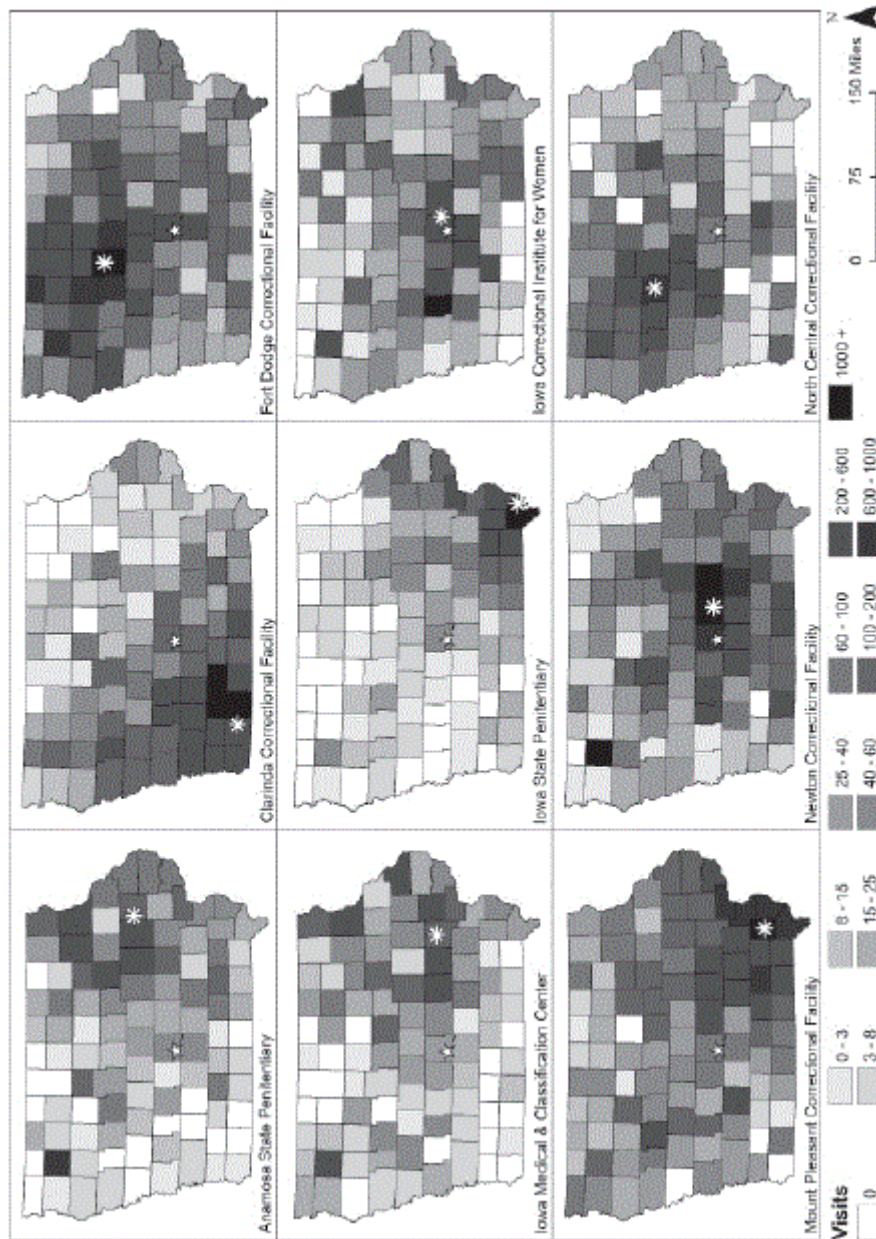 Anamosa State Penitentiary
Clarinda Correctional Facility
Fort Dodge Correctional Facility
Iowa Medical & Classification Center
Iowa State Penitentiary
Iowa Correctional Institute for Women
Mount Pleasant Correctional Facility
Newton Correctional Facility
North Central Correctional Facility
Visits
0 - 3
8 - 15
25 - 40
60 - 100
200 - 600
1000 +
0
3 - 8
15 - 25
40 - 60
100 - 200
600 - 1000
0 75 150 Miles
N